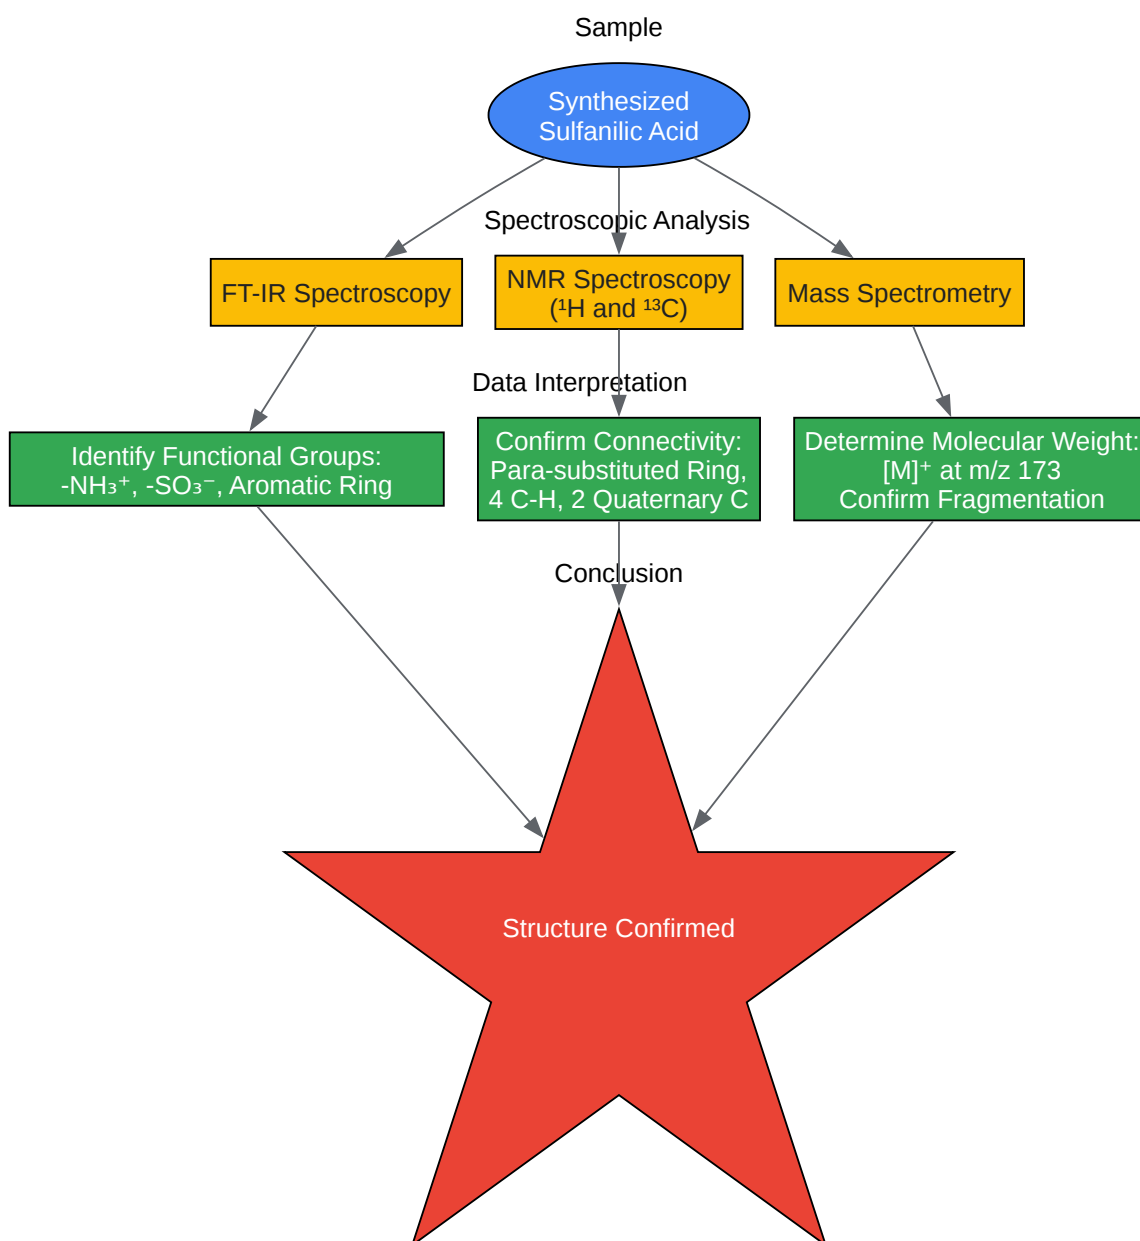 Sample
Synthesized
Sulfanilic Acid
Spectroscopic Analysis
FT-IR Spectroscopy
NMR Spectroscopy
(¹H and ¹³C)
Mass Spectrometry
Data Interpretation
Identify Functional Groups:
-NH₃⁺, -SO₃⁻, Aromatic Ring
Confirm Connectivity:
Para-substituted Ring,
4 C-H, 2 Quaternary C
Determine Molecular Weight:
[M]⁺ at m/z 173
Confirm Fragmentation
Conclusion
Structure Confirmed